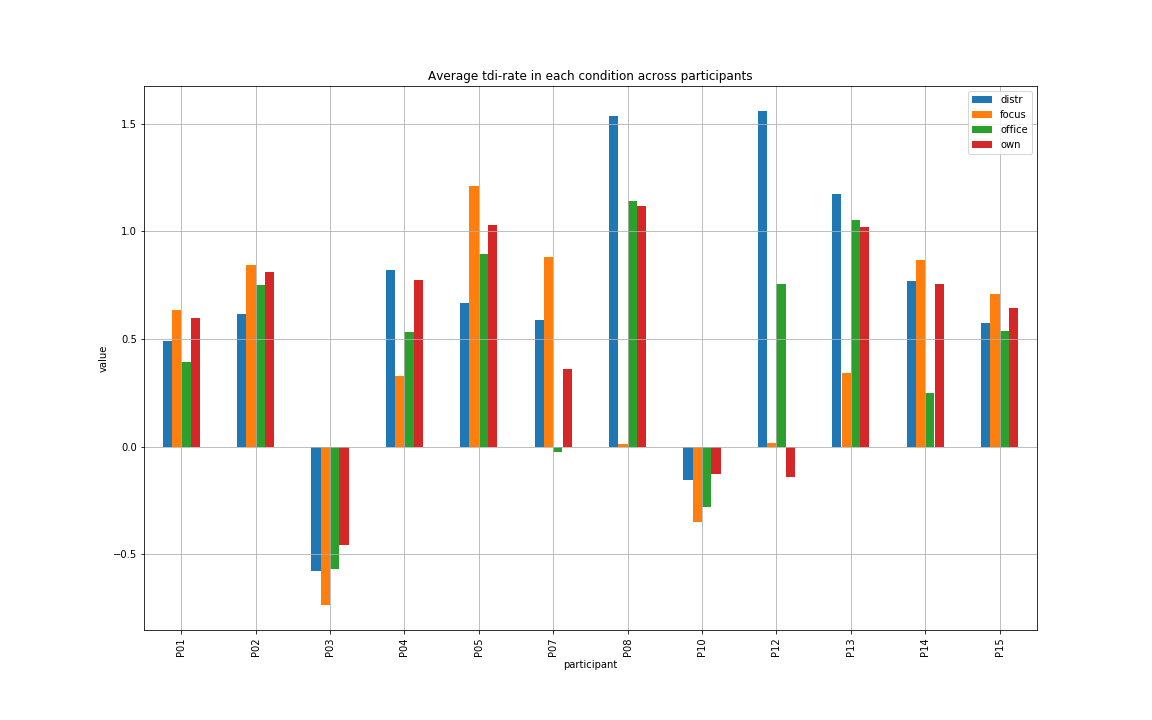 Average tdi-rate in each condition across participants
distr
focus
office
own
1.5
1.0
0.5
0.0
−0.5
value
P01
P02
P03
P04
P05
P07
P08
P10
P12
P13
P14
P15
participant